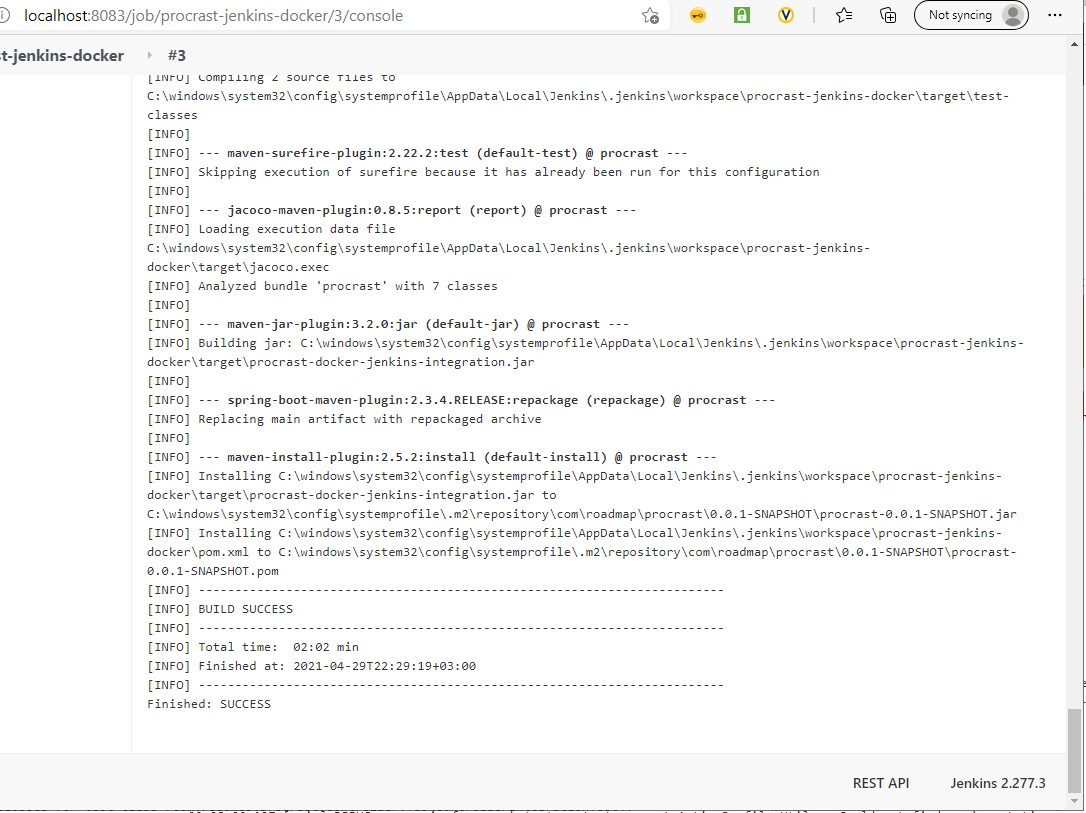 localhost:8083/job/procrast-jenkins-docker/3/console
Not syncing
t-jenkins-docker
#3
[INFO] Compiling 2 source files to
C:\windows\system32\config\systemprofile\AppData\Local\Jenkins\.jenkins\workspace\procrast-jenkins-docker\target\test-
classes
[INFO]
[INFO] --- maven-surefire-plugin:2.22.2:test (default-test) @ procrast ---
[INFO] Skipping execution of surefire because it has already been run for this configuration
[INFO]
[INFO] --- jacoco-maven-plugin:0.8.5:report (report) @ procrast ---
[INFO] Loading execution data file
C:\windows\system32\config\systemprofile\AppData\Local\Jenkins\.jenkins\workspace\procrast-jenkins-
docker\target\jacoco.exec
[INFO] Analyzed bundle 'procrast' with 7 classes
[INFO]
[INFO] --- maven-jar-plugin:3.2.0:jar (default-jar) @ procrast ---
[INFO] Building jar: C:\windows\system32\config\systemprofile\AppData\Local\Jenkins\.jenkins\workspace\procrast-jenkins-
docker\target\procrast-docker-jenkins-integration.jar
[INFO]
[INFO] --- spring-boot-maven-plugin:2.3.4.RELEASE:repackage (repackage) @ procrast ---
[INFO] Replacing main artifact with repackaged archive
[INFO]
[INFO] --- maven-install-plugin:2.5.2:install (default-install) @ procrast ---
[INFO] Installing C:\windows\system32\config\systemprofile\AppData\Local\Jenkins\.jenkins\workspace\procrast-jenkins-
docker\target\procrast-docker-jenkins-integration.jar to
C:\windows\system32\config\systemprofile\.m2\repository\com\roadmap\procrast\0.0.1-SNAPSHOT\procrast-0.0.1-SNAPSHOT.jar
[INFO] Installing C:\windows\system32\config\systemprofile\AppData\Local\Jenkins\.jenkins\workspace\procrast-jenkins-
docker\pom.xml to C:\windows\system32\config\systemprofile\.m2\repository\com\roadmap\procrast\0.0.1-SNAPSHOT\procrast-
0.0.1-SNAPSHOT.pom
[INFO] ------------------------------------------------------------------------
[INFO] BUILD SUCCESS
[INFO] ------------------------------------------------------------------------
[INFO] Total time:  02:02 min
[INFO] Finished at: 2021-04-29T22:29:19+03:00
[INFO] ------------------------------------------------------------------------
Finished: SUCCESS
REST API
Jenkins 2.277.3